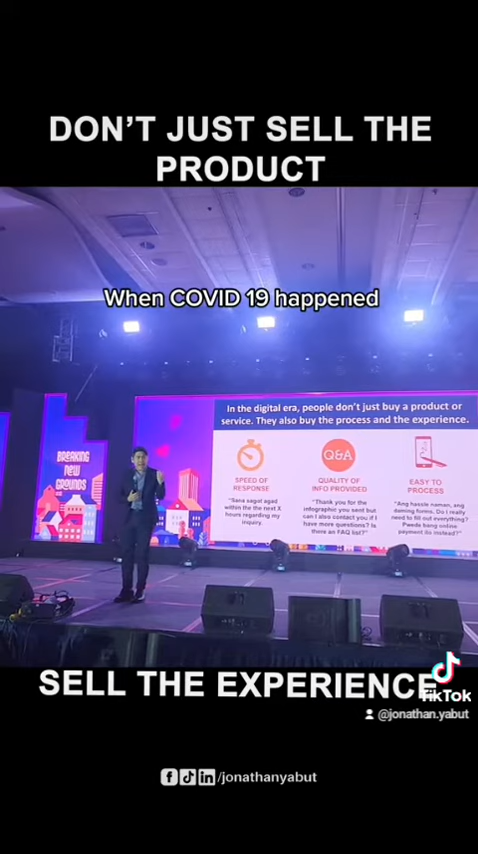 DON'T JUST SELL THE
PRODUCT
When COVID 19 happened
In the digital era, people don't just buy a product or
service. They also buy the process and the experience.
BREAKING
NEW
GROUNDS
SPEED OF
RESPONSE
"Sana sagot agad
within the the next X
hours regarding my
inquiry.
Q&A
QUALITY OF
INFO PROVIDED
"Thank you for the
infographic you sent but
can I also contact you if I
have more questions? Is
there an FAQ list?"
EASY TO
PROCESS
"Ang hassle naman, ang
daming forms. Do I really
need to fill out everything?
Pwede bang online
payment ito instead?"
SELL THE EXPERIENCE
TikTok
@jonathan.yabut
/jonathanyabut